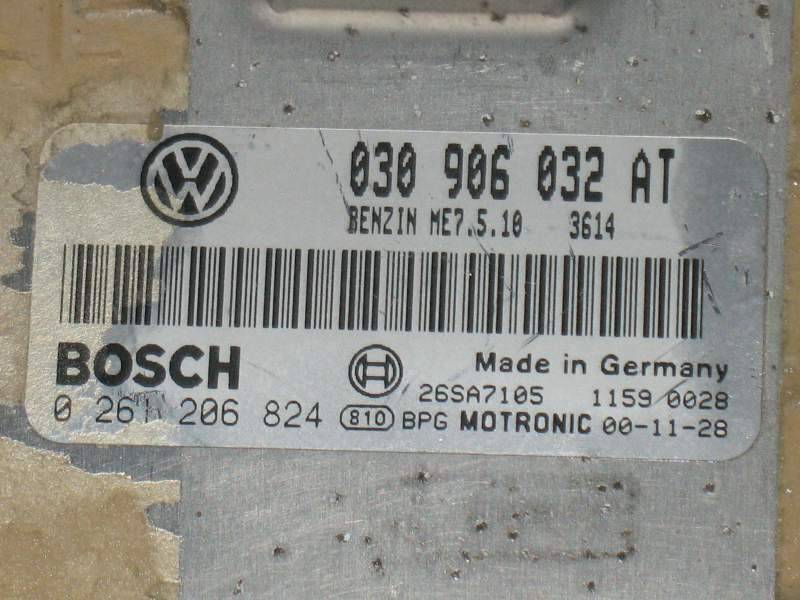 030 906 032 AT
BENZIN ME7.5.10 3614
BOSCH
Made in Germany
26SA7105 1159 0028
0 261 206 824 810 BPG MOTRONIC 00-11-28